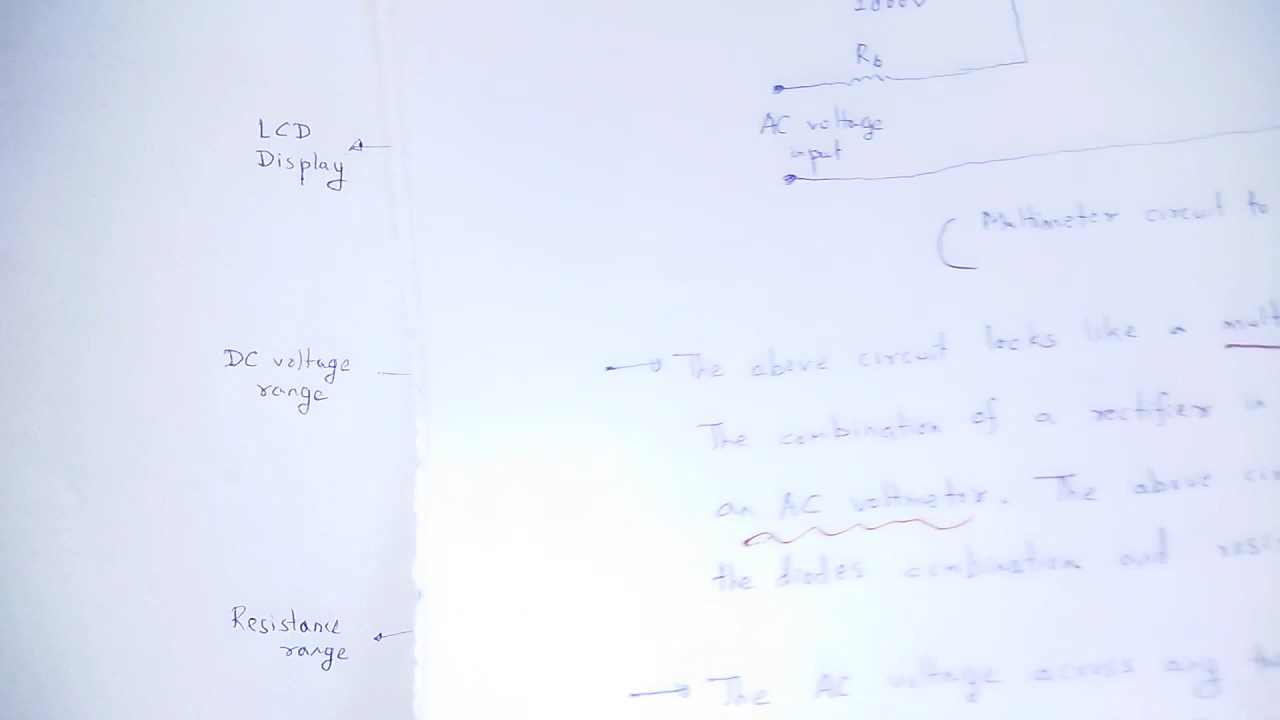 LCD
Display
DC voltage
range
Resistance
range
1000V
R6
AC voltage
input
Multimeter circuit to
The above circuit looks like a
The combination of a rectifier in
an AC voltmeter. The above
the diodes combination and
The AC voltage across any